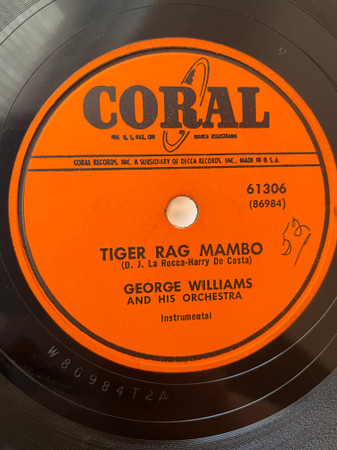 CORAL
REG. U. S. PAT. OFF. MARCA REGISTRADA
CORAL RECORDS, INC. A SUBSIDIARY OF DECCA RECORDS, INC., MADE IN U.S.A.
61306
(86984)
TIGER RAG MAMBO
(D. J. La Rocca-Harry De Costa)
GEORGE WILLIAMS
AND HIS ORCHESTRA
Instrumental
W86984T2A